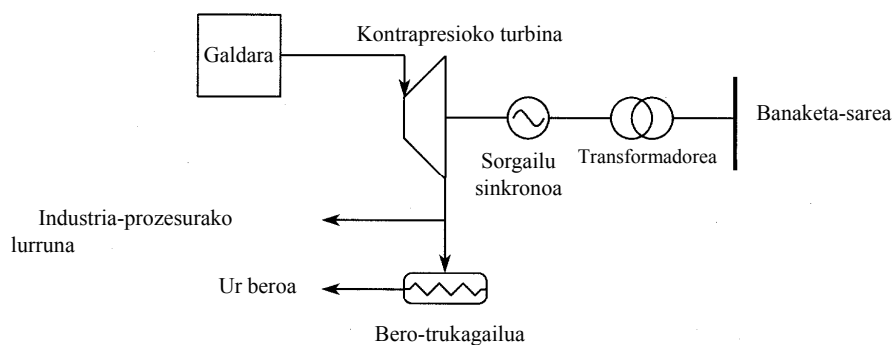 Kontrapresioko turbina
Galdara
Banaketa-sarea
Sorgailu
sinkronoa
Transformadorea
Industria-prozesurako
lurruna
Ur beroa
Bero-trukagailua